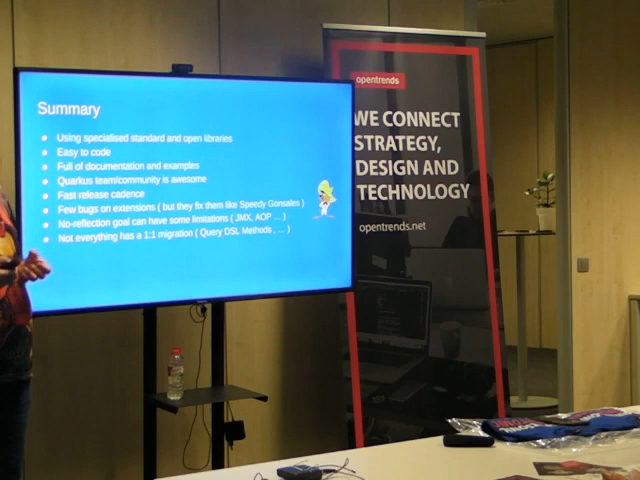 Summary
Using specialised standard and open libraries
Easy to code
Full of documentation and examples
Quarkus team/community is awesome
Fast release cadence
Few bugs on extensions ( but they fix them like Speedy Gonsales )
No-reflection goal can have some limitations ( JMX, AOP ... )
Not everything has a 1:1 migration ( Query DSL Methods , ... )
opentrends
WE CONNECT
STRATEGY,
DESIGN AND
TECHNOLOGY
opentrends.net